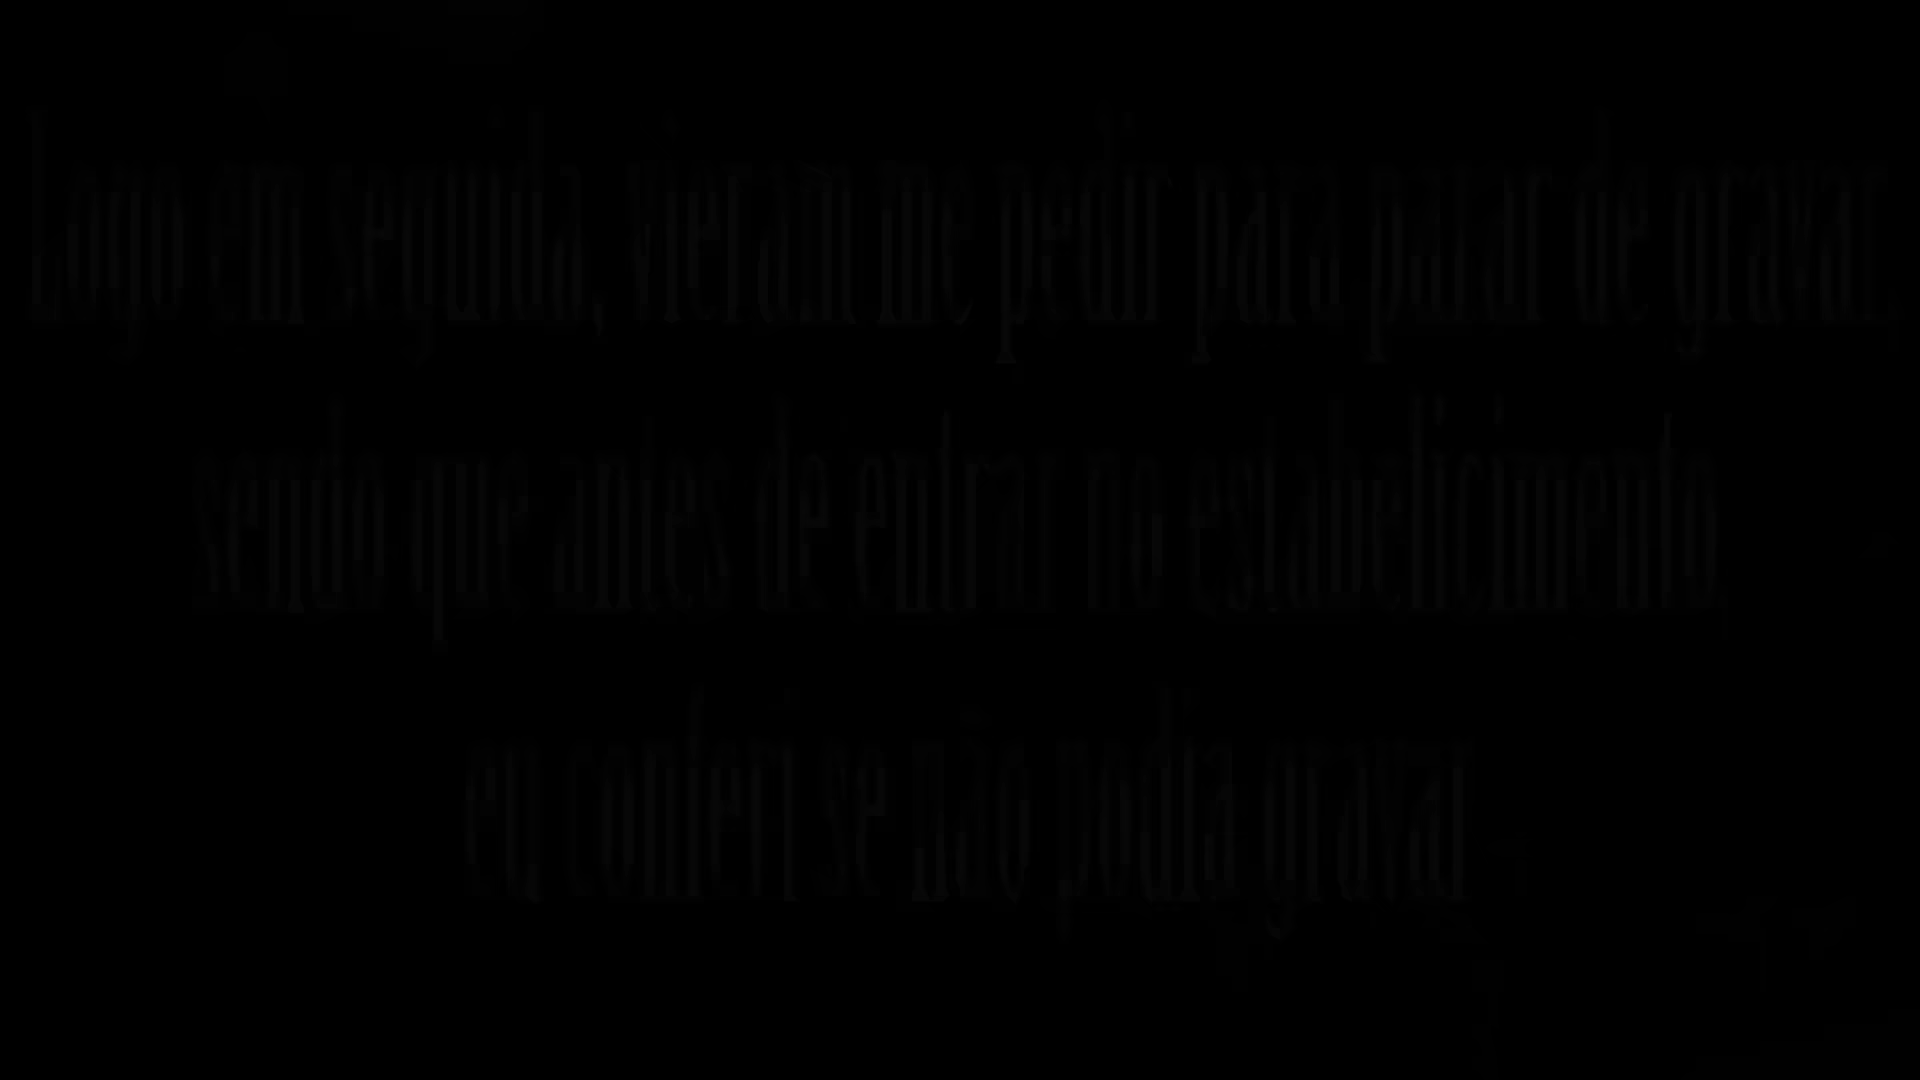 Logo em seguida, vieram me pedir para parar de gravar,
sendo que antes de entrar no estabelicimento,
eu conferi se não podia gravar